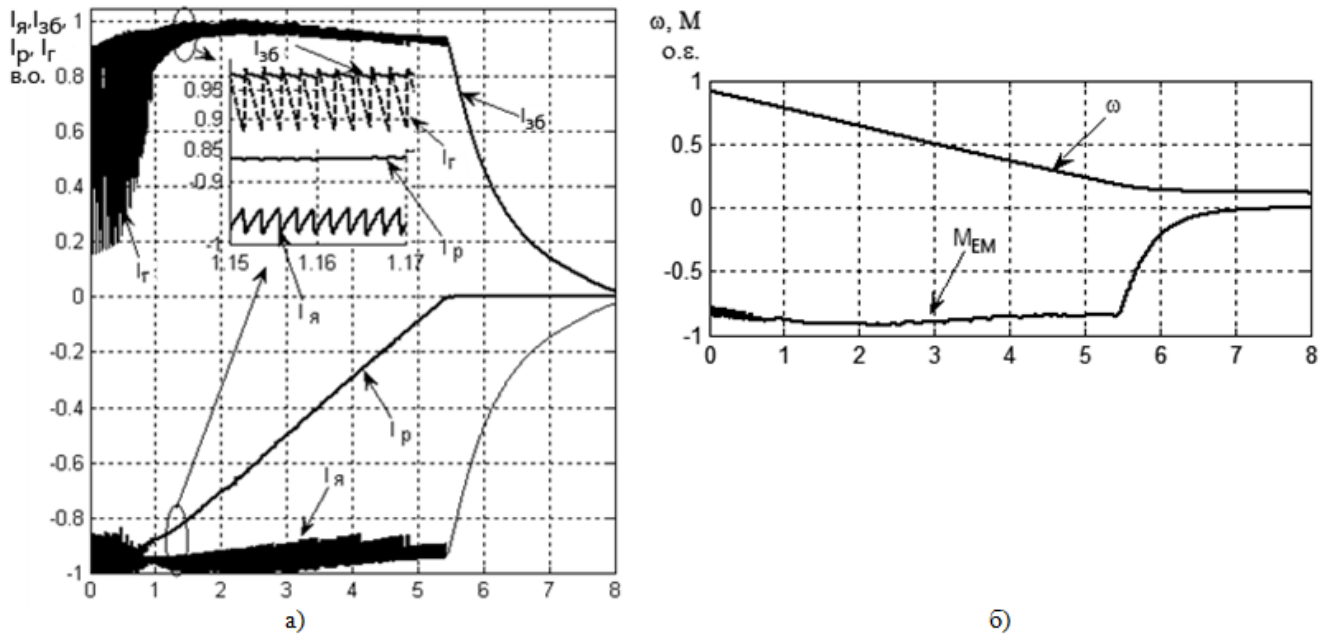 Iя,Iзб,
Iр, Iг
в.о.
1
0.8
0.6
0.4
0.2
0
-0.2
-0.4
-0.6
-0.8
-1
0 1 2 3 4 5 6 7 8
Iзб
0.95
0.9
0.85
-0.9
-1
1.15 1.16 1.17
Iг
Iр
Iя
Iзб
Iг
Iр
Iя
а)
ω, М
о.є.
1
0.5
0
-0.5
-1
0 1 2 3 4 5 6 7 8
ω
МЕМ
б)